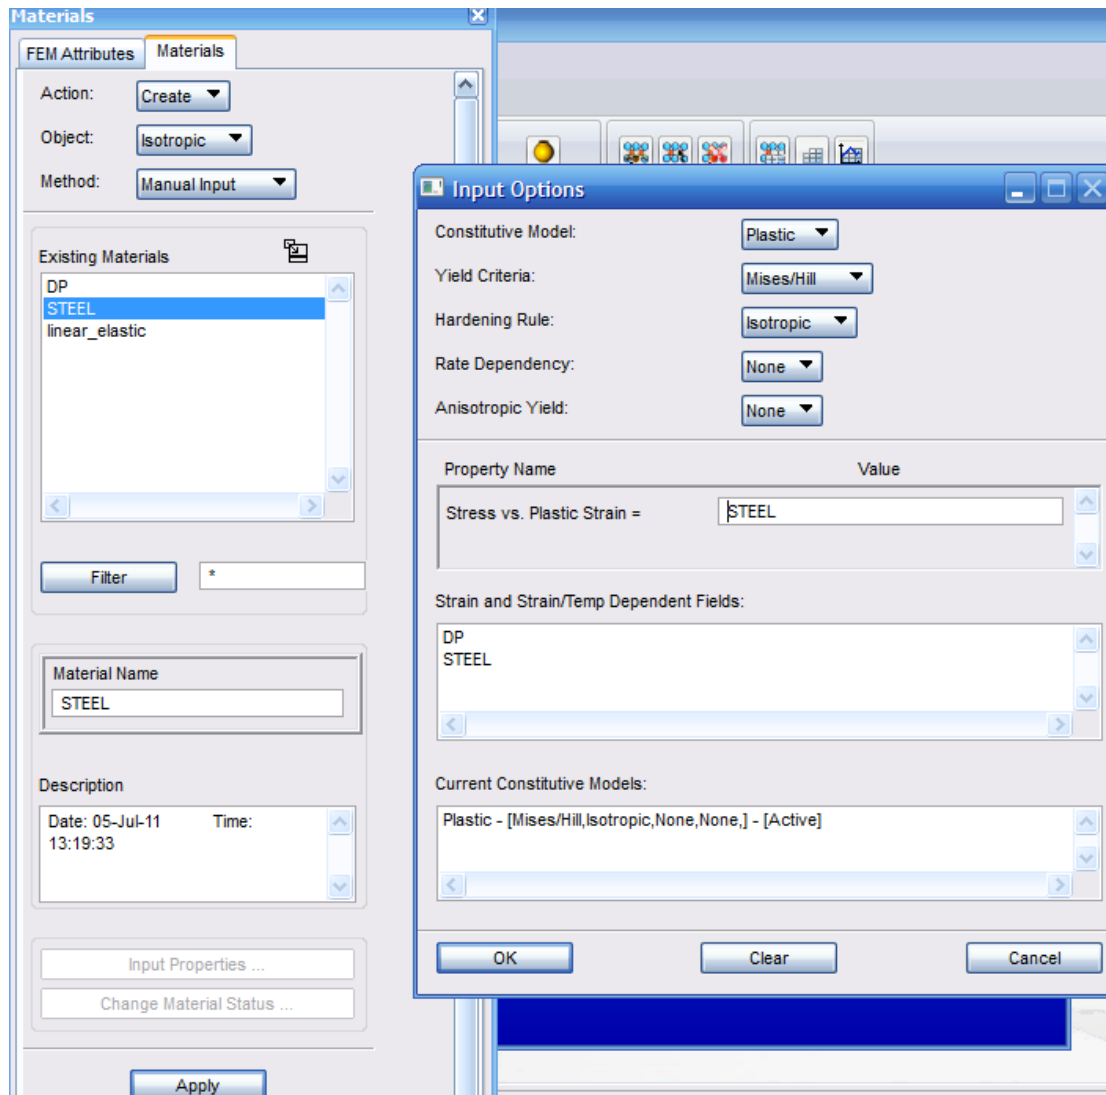 Materials
FEM Attributes
Materials
Action:
Create
Object:
Isotropic
Method:
Manual Input
Existing Materials
DP
STEEL
linear_elastic
Filter
*
Material Name
STEEL
Description
Date: 05-Jul-11 Time:
13:19:33
Input Properties ...
Change Material Status ...
Apply
Input Options
Constitutive Model:
Plastic
Yield Criteria:
Mises/Hill
Hardening Rule:
Isotropic
Rate Dependency:
None
Anisotropic Yield:
None
Property Name Value
Stress vs. Plastic Strain =
STEEL
Strain and Strain/Temp Dependent Fields:
DP
STEEL
Current Constitutive Models:
Plastic - [Mises/Hill,Isotropic,None,None,] - [Active]
OK
Clear
Cancel